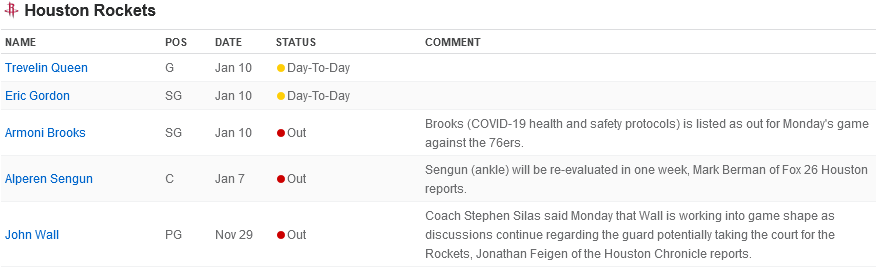 Houston Rockets
NAME POS DATE STATUS COMMENT
Trevelin Queen G Jan 10 Day-To-Day
Eric Gordon SG Jan 10 Day-To-Day
Armoni Brooks SG Jan 10 Out Brooks (COVID-19 health and safety protocols) is listed as out for Monday's game
against the 76ers.
Alperen Sengun C Jan 7 Out Sengun (ankle) will be re-evaluated in one week, Mark Berman of Fox 26 Houston
reports.
John Wall PG Nov 29 Out Coach Stephen Silas said Monday that Wall is working into game shape as
discussions continue regarding the guard potentially taking the court for the
Rockets, Jonathan Feigen of the Houston Chronicle reports.